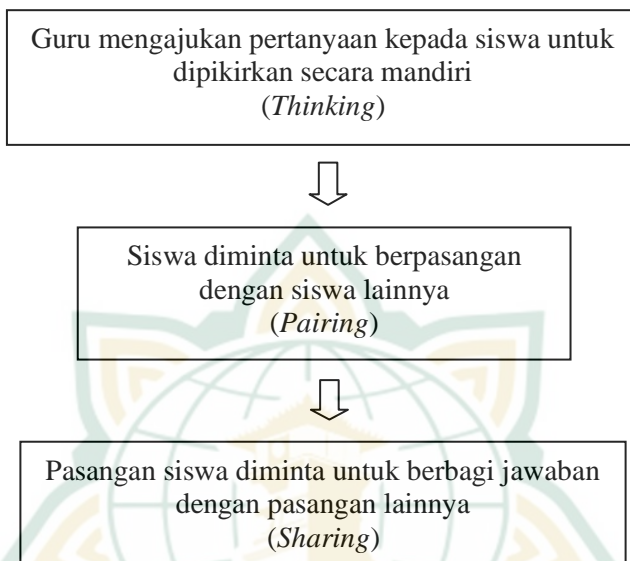 Guru mengajukan pertanyaan kepada siswa untuk
dipikirkan secara mandiri
(Thinking)
Siswa diminta untuk berpasangan
dengan siswa lainnya
(Pairing)
Pasangan siswa diminta untuk berbagi jawaban
dengan pasangan lainnya
(Sharing)